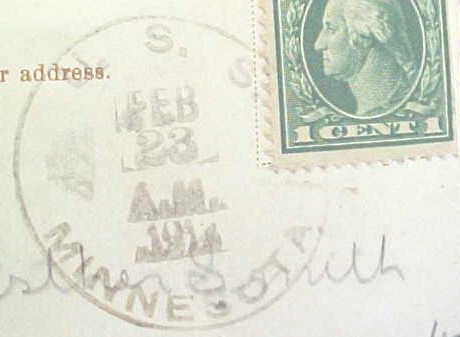 r address.
U. S. S.
FEB
23
A.M.
1914
MINNESOTA
1 CENT 1